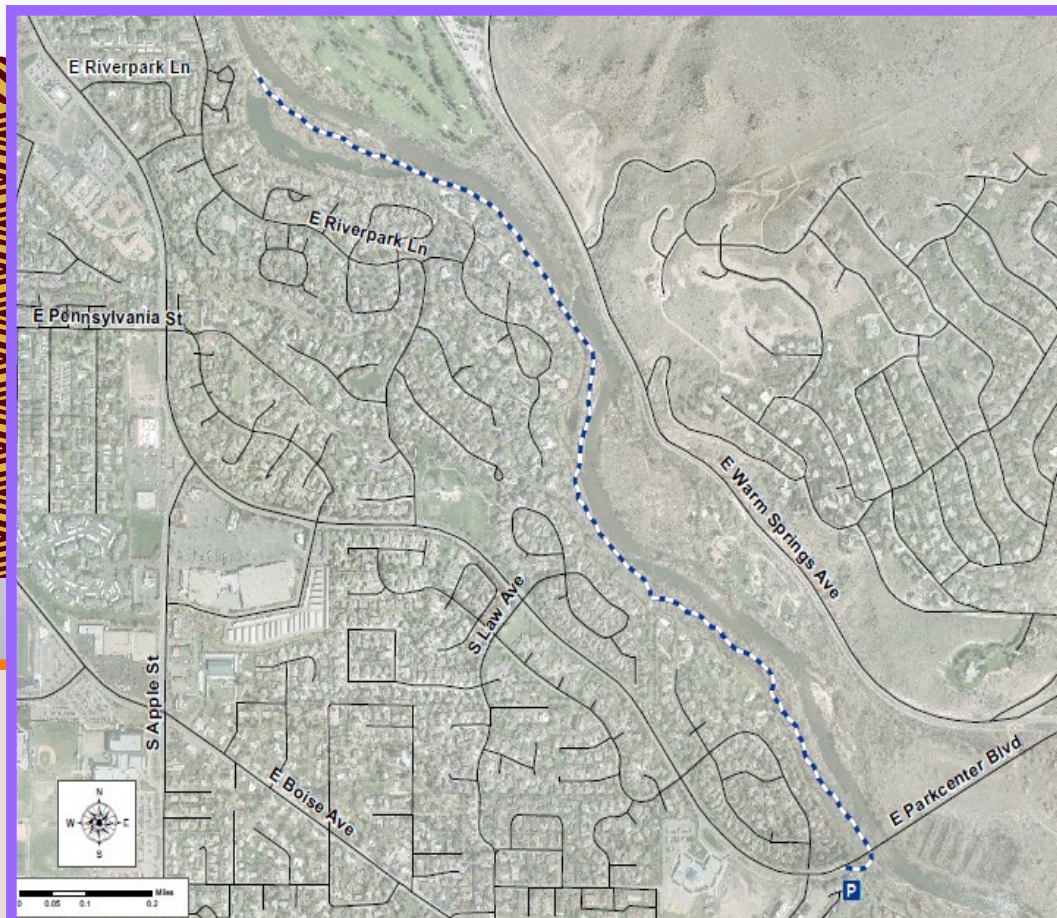 E Riverpark Ln
E Riverpark Ln
E Pennsylvania St
E Warm Springs Ave
S Law Ave
S Apple St
E Boise Ave
E Parkcenter Blvd
N
W E
S
P
Miles
0 0.05 0.1 0.2